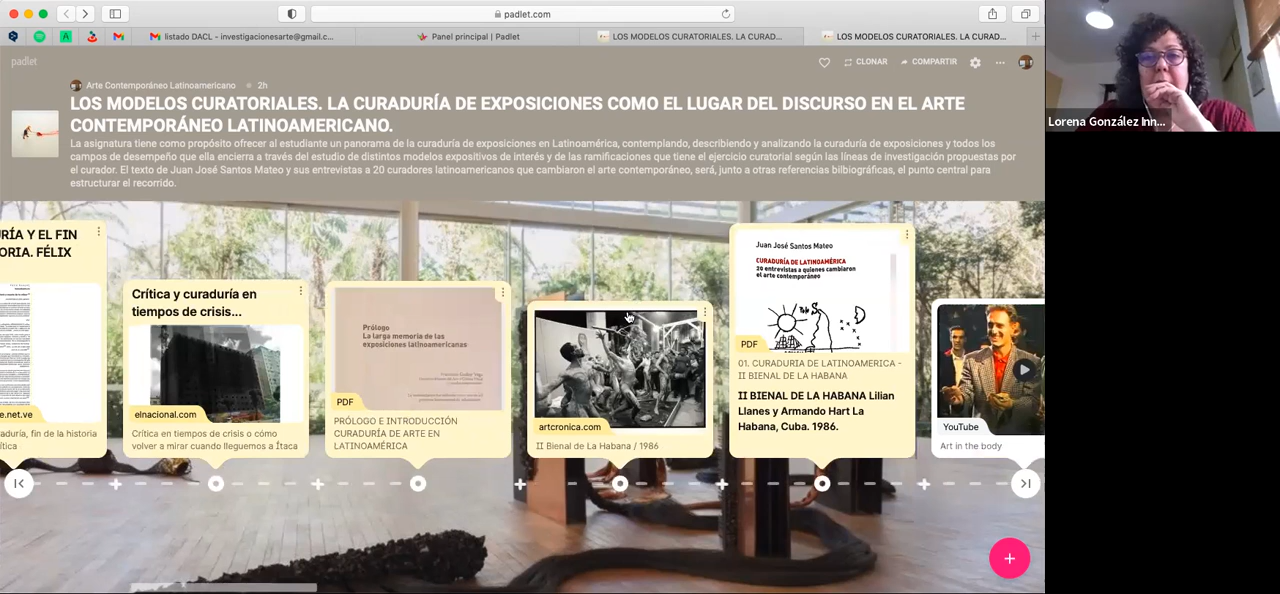 padlet.com
listado DACL - investigacionesarte@gmail.c...
Panel principal | Padlet
LOS MODELOS CURATORIALES. LA CURAD...
LOS MODELOS CURATORIALES. LA CURAD...
padlet
CLONAR
COMPARTIR
Arte Contemporáneo Latinoamericano
2h
LOS MODELOS CURATORIALES. LA CURADURÍA DE EXPOSICIONES COMO EL LUGAR DEL DISCURSO EN EL ARTE
CONTEMPORÁNEO LATINOAMERICANO.
La asignatura tiene como propósito ofrecer al estudiante un panorama de la curaduría de exposiciones en Latinoamérica, contemplando, describiendo y analizando la curaduría de exposiciones y todos los
campos de desempeño que ella encierra a través del estudio de distintos modelos expositivos de interés y de las ramificaciones que tiene el ejercicio curatorial según las líneas de investigación propuestas por
el curador. El texto de Juan José Santos Mateo y sus entrevistas a 20 curadores latinoamericanos que cambiaron el arte contemporáneo, será, junto a otras referencias bilbiográficas, el punto central para
estructurar el recorrido.
Lorena González Inn...
RÍA Y EL FIN
ORIA. FÉLIX
e.net.ve
aduría, fin de la historia
ítica
Crítica y curaduría en
tiempos de crisis...
elnacional.com
Crítica en tiempos de crisis o cómo
volver a mirar cuando lleguemos a Ítaca
Prólogo
La larga memoria de las
exposiciones latinoamericanas
PDF
PRÓLOGO E INTRODUCCIÓN
CURADURÍA DE ARTE EN
LATINOAMÉRICA
artcronica.com
II Bienal de La Habana / 1986
Juan José Santos Mateo
CURADURÍA DE LATINOAMÉRICA
20 entrevistas a quienes cambiaron
el arte contemporáneo
PDF
01. CURADURIA DE LATINOAMERICA -
II BIENAL DE LA HABANA
II BIENAL DE LA HABANA Lilian
Llanes y Armando Hart La
Habana, Cuba. 1986.
YouTube
Art in the body